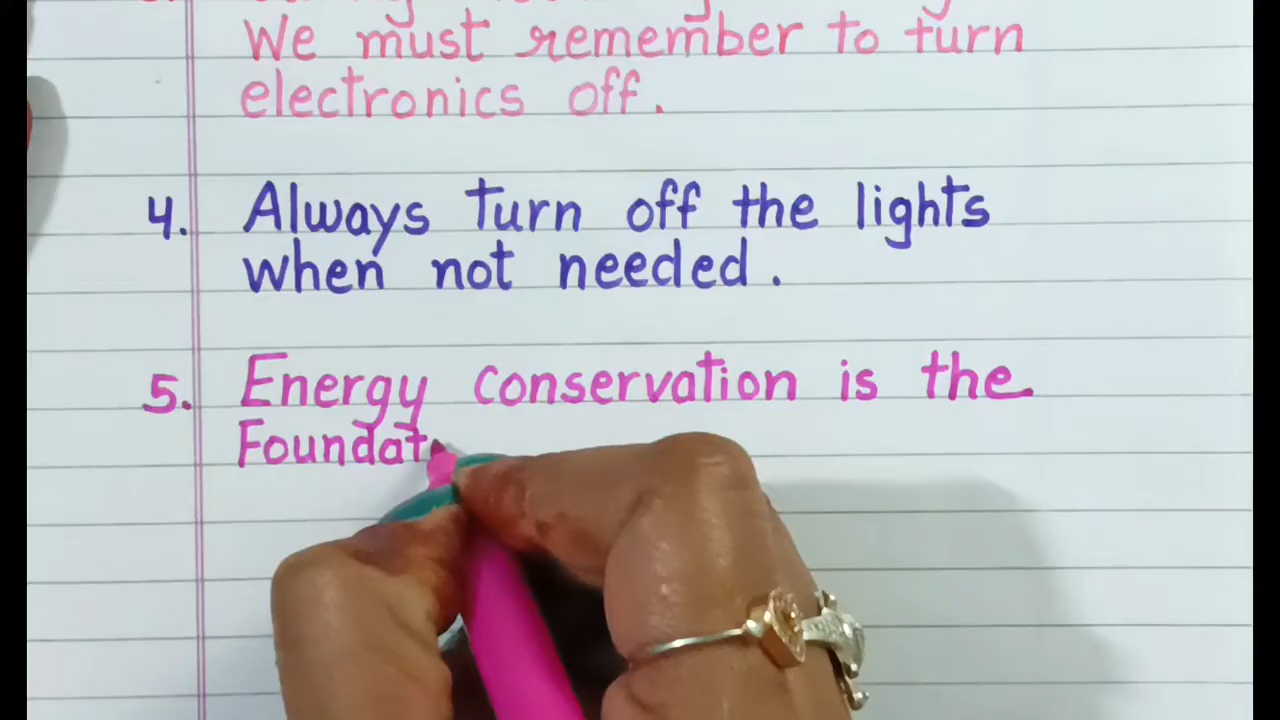 We must remember to turn
electronics off.
4. Always turn off the lights
when not needed.
5. Energy conservation is the
Foundat